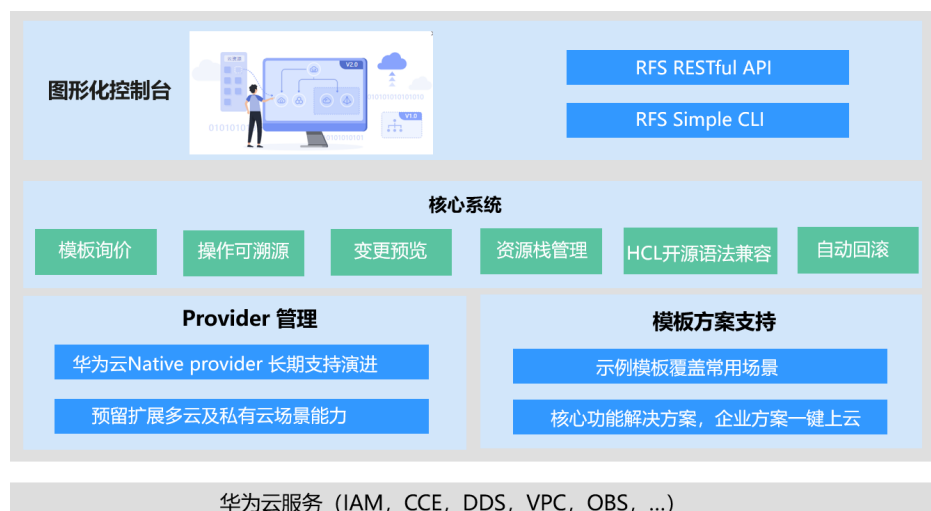 图形化控制台
云资源
V2.0
V1.0
010101010101010
01010101
0101010101
RFS RESTful API
RFS Simple CLI
核心系统
模板询价
操作可溯源
变更预览
资源栈管理
HCL开源语法兼容
自动回滚
Provider 管理
华为云Native provider 长期支持演进
预留扩展多云及私有云场景能力
模板方案支持
示例模板覆盖常用场景
核心功能解决方案，企业方案一键上云
华为云服务（IAM，CCE，DDS，VPC，OBS，...）